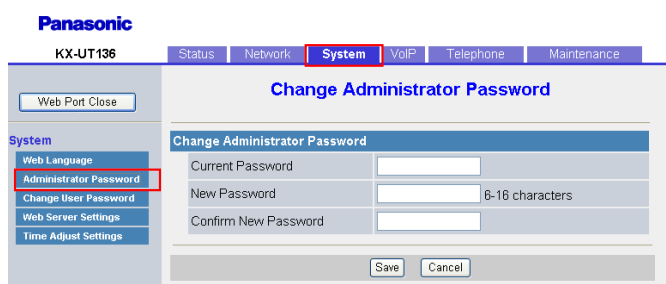 Panasonic
KX-UT136
Status Network System VoIP Telephone Maintenance
Web Port Close
Change Administrator Password
System
Web Language
Administrator Password
Change User Password
Web Server Settings
Time Adjust Settings
Change Administrator Password
Current Password
New Password 6-16 characters
Confirm New Password
Save Cancel